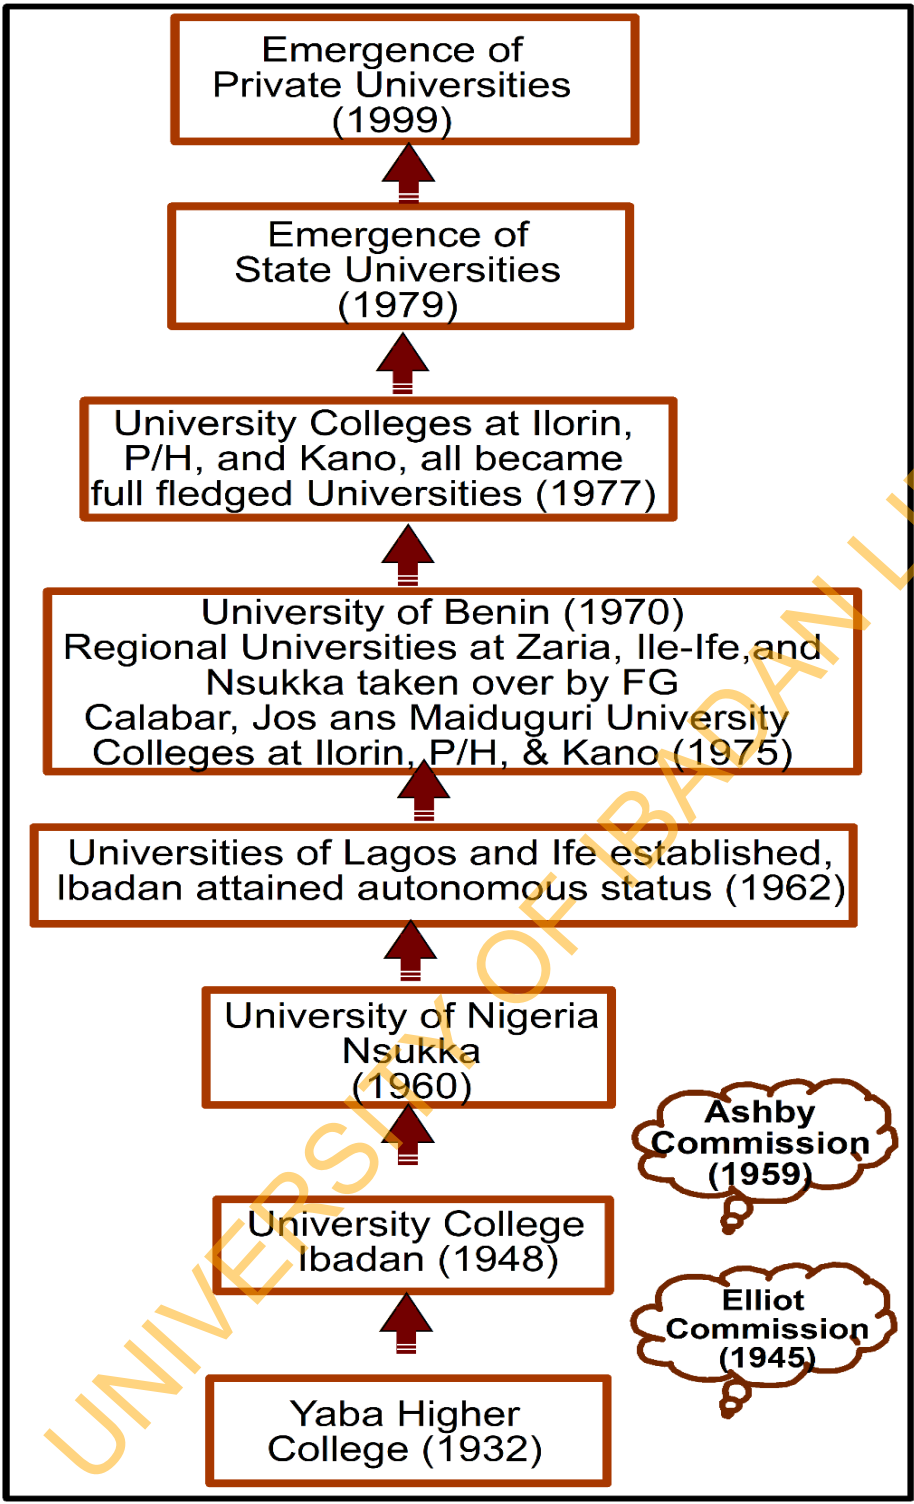 Emergence of
Private Universities
(1999)
Emergence of
State Universities
(1979)
University Colleges at Ilorin,
P/H, and Kano, all became
full fledged Universities (1977)
University of Benin (1970)
Regional Universities at Zaria, Ile-Ife,and
Nsukka taken over by FG
Calabar, Jos ans Maiduguri University
Colleges at Ilorin, P/H, & Kano (1975)
Universities of Lagos and Ife established,
Ibadan attained autonomous status (1962)
University of Nigeria
Nsukka
(1960)
Ashby
Commission
(1959)
University College
Ibadan (1948)
Elliot
Commission
(1945)
Yaba Higher
College (1932)
UNIVERSITY OF IBADAN